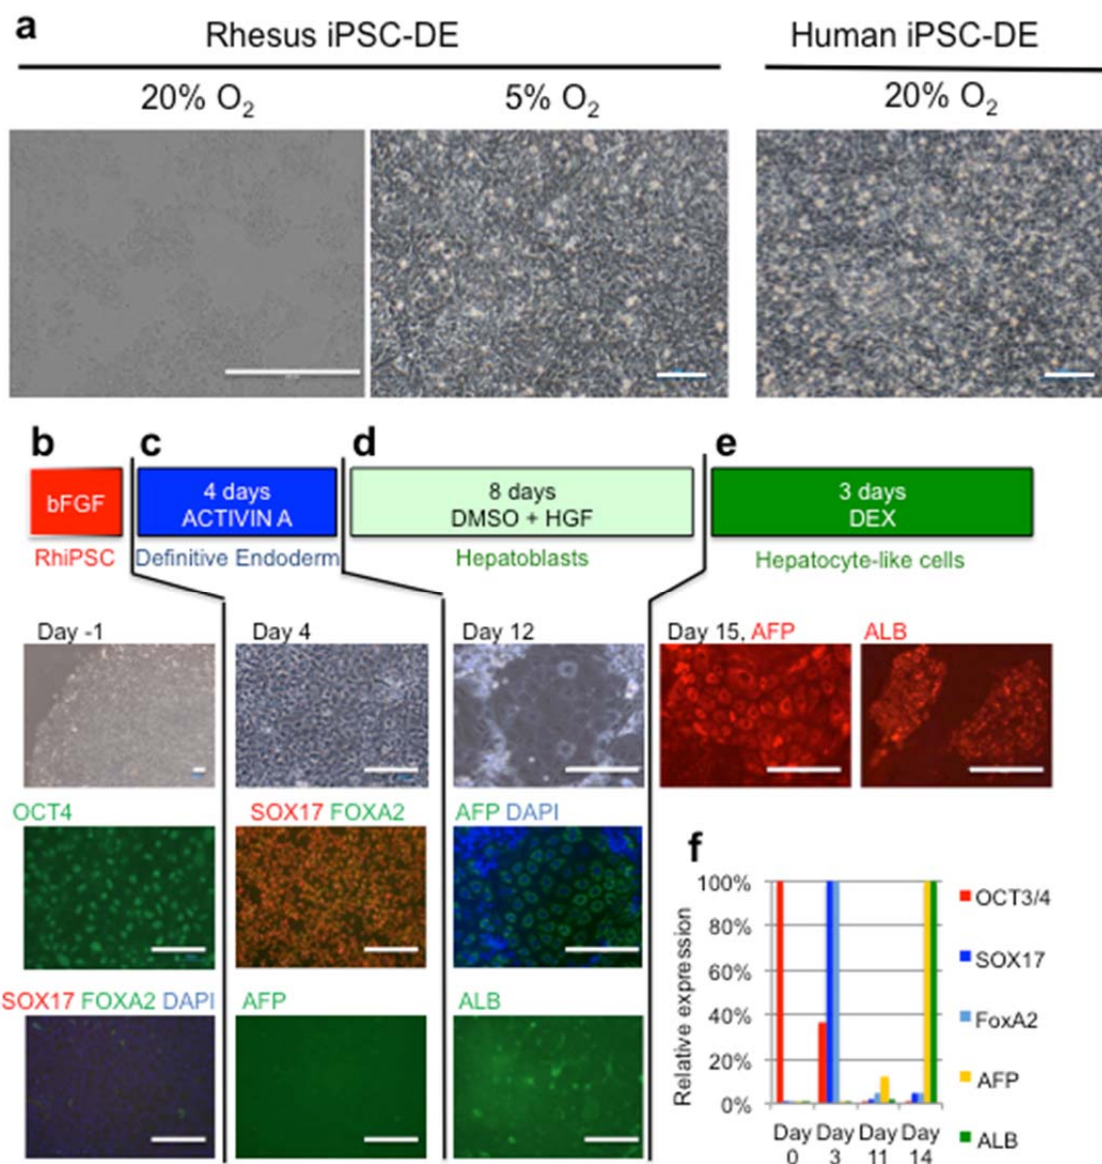 a
Rhesus iPSC-DE
Human iPSC-DE
20% O2
5% O2
20% O2
b
c
d
e
bFGF
4 days
ACTIVIN A
8 days
DMSO + HGF
3 days
DEX
RhiPSC
Definitive Endoderm
Hepatoblasts
Hepatocyte-like cells
Day -1
Day 4
Day 12
Day 15, AFP
ALB
OCT4
SOX17 FOXA2
AFP DAPI
SOX17 FOXA2 DAPI
AFP
ALB
f
Relative expression
100%
80%
60%
40%
20%
0%
Day 0
Day 3
Day 11
Day 14
OCT3/4
SOX17
FoxA2
AFP
ALB